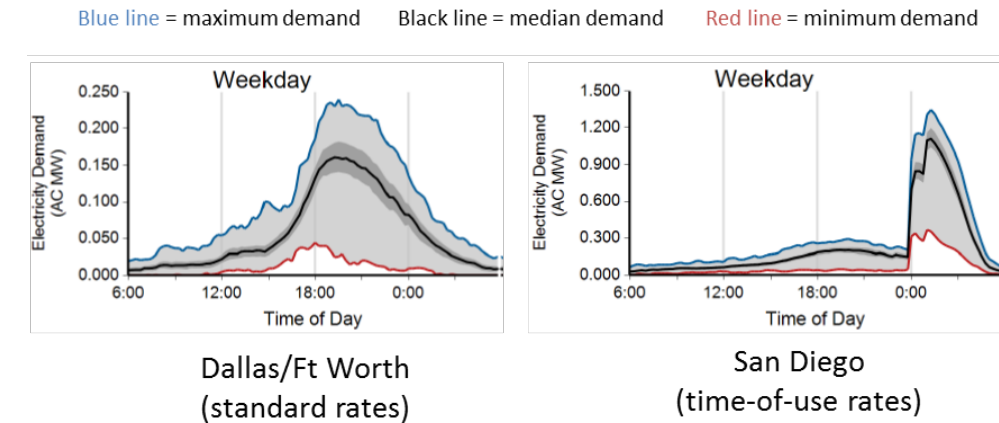 Blue line = maximum demand Black line = median demand Red line = minimum demand
Weekday
Electricity Demand
(AC MW)
0.250
0.200
0.150
0.100
0.050
0.000
6:00 12:00 18:00 0:00
Time of Day
Dallas/Ft Worth
(standard rates)
Weekday
Electricity Demand
(AC MW)
1.500
1.200
0.900
0.600
0.300
0.000
6:00 12:00 18:00 0:00
Time of Day
San Diego
(time-of-use rates)